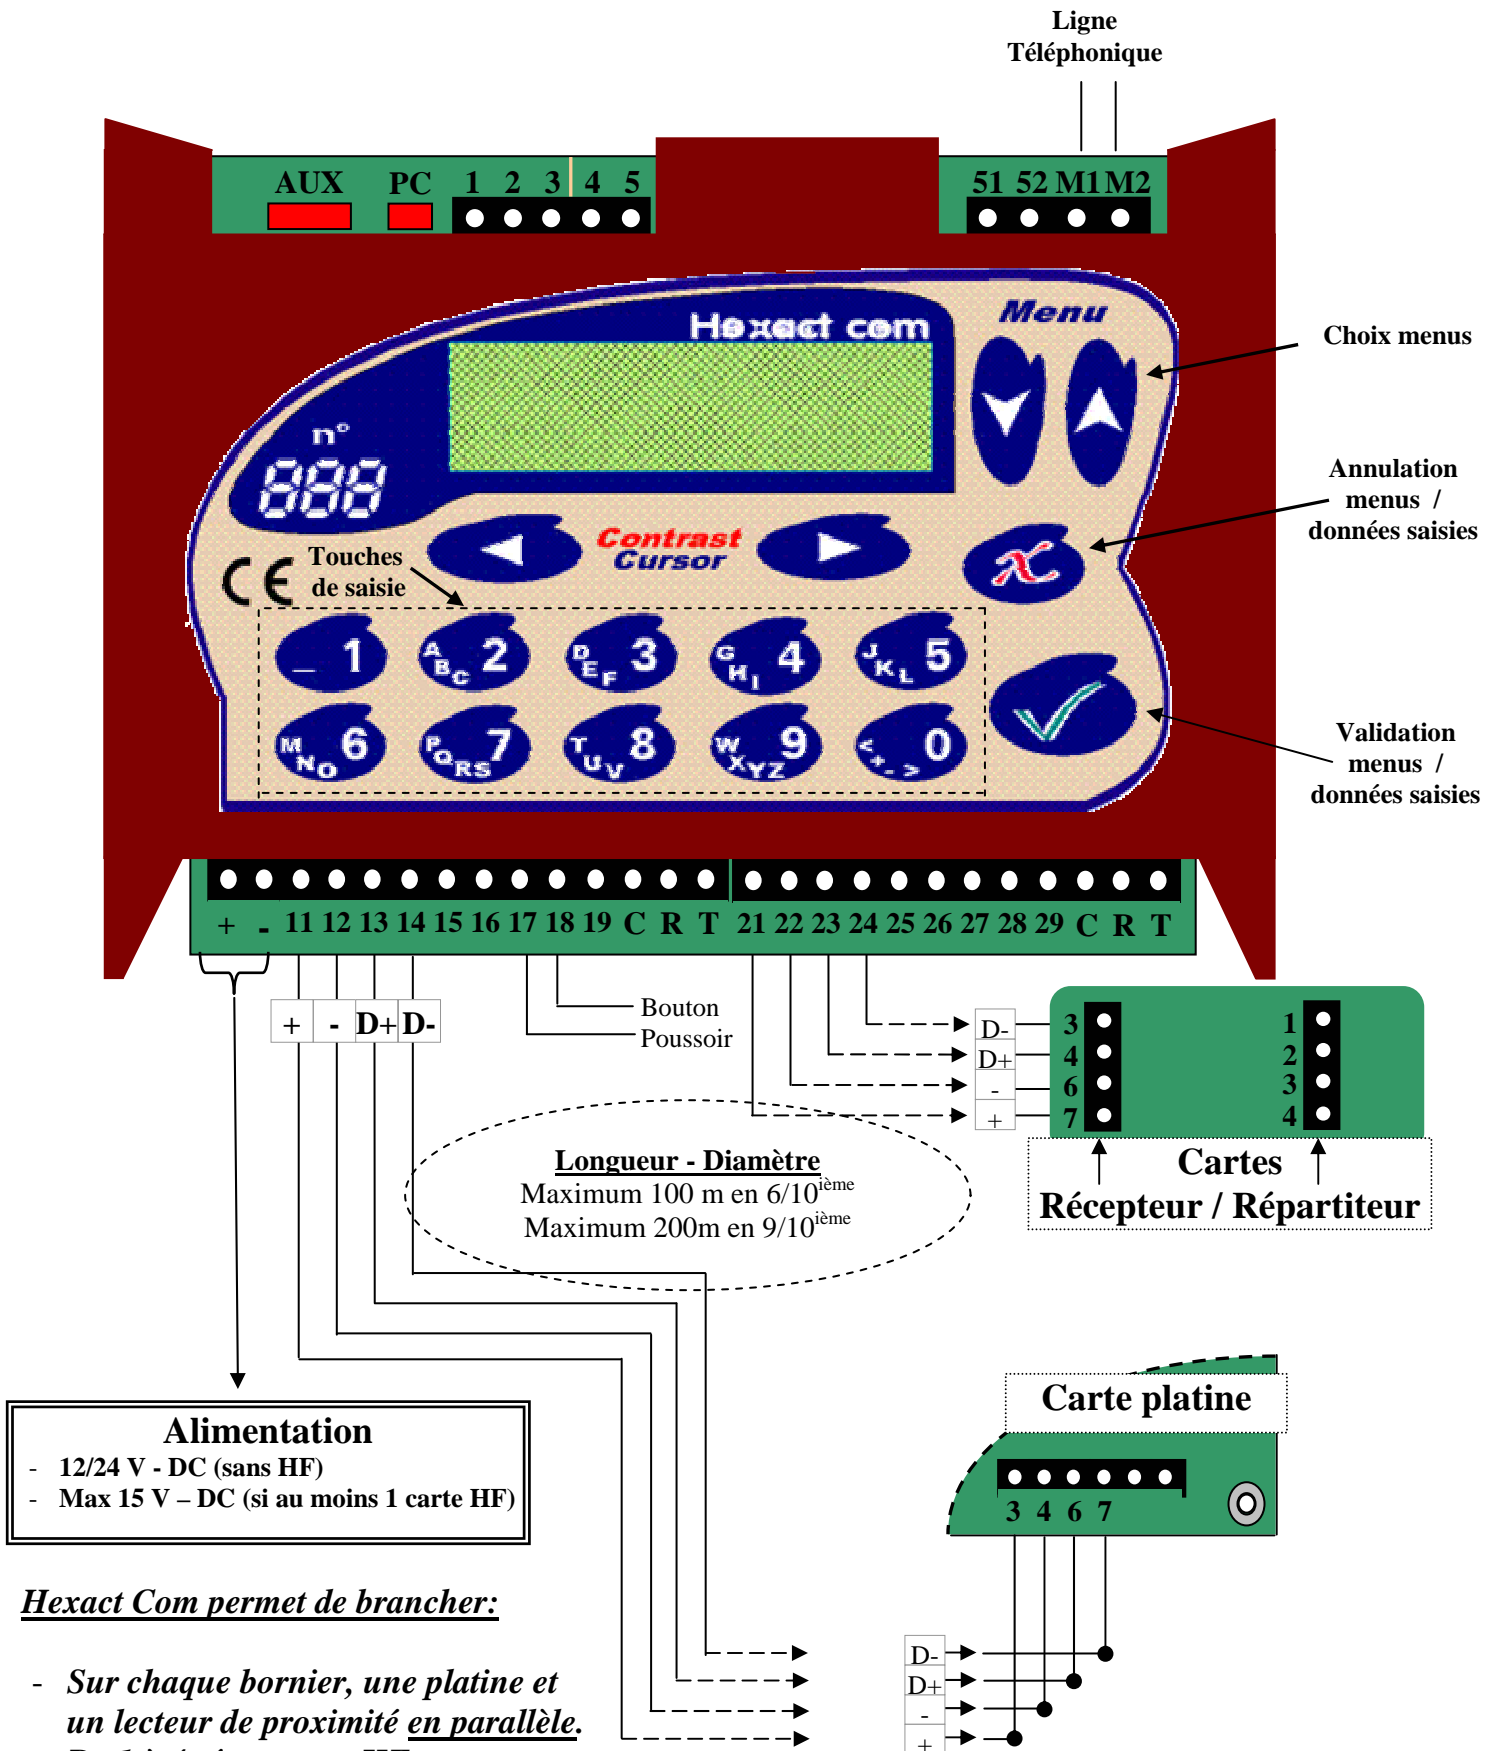 Ligne
Téléphonique
AUX PC 1 2 3 4 5
51 52 M1 M2
Hexact com
Menu
Choix menus
n°
888
Annulation
menus /
données saisies
Contrast
Cursor
CE
Touches
de saisie
_ 1
ABC 2
DEF 3
GHI 4
JKL 5
MNO 6
PQRS 7
TUV 8
WXYZ 9
<+-> 0
Validation
menus /
données saisies
+ - 11 12 13 14 15 16 17 18 19 C R T 21 22 23 24 25 26 27 28 29 C R T
+ - D+ D-
Bouton
Poussoir
D- 3 1
D+ 4 2
- 6 3
+ 7 4
Cartes
Récepteur / Répartiteur
Longueur - Diamètre
Maximum 100 m en 6/10ième
Maximum 200m en 9/10ième
Alimentation
- 12/24 V - DC (sans HF)
- Max 15 V – DC (si au moins 1 carte HF)
Carte platine
3 4 6 7
Hexact Com permet de brancher:
- Sur chaque bornier, une platine et
un lecteur de proximité en parallèle.
D-
D+
-
+